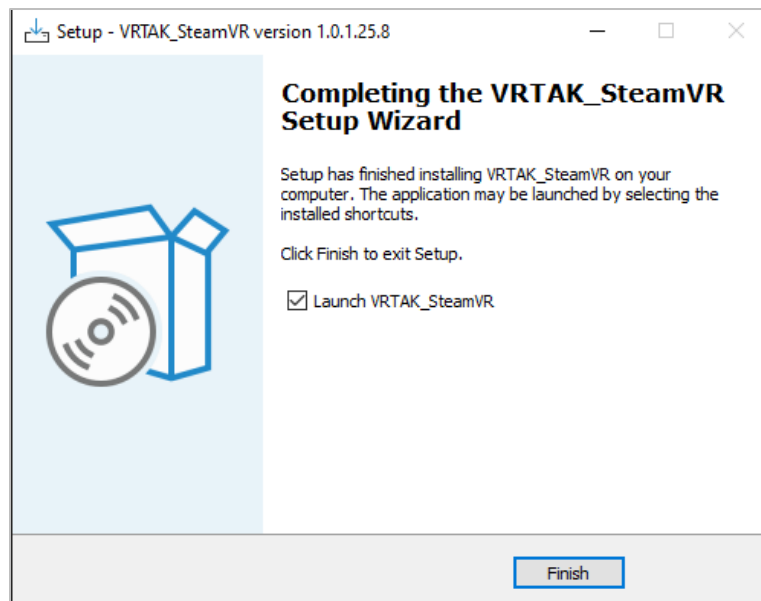 Setup - VRTAK_SteamVR version 1.0.1.25.8
Completing the VRTAK_SteamVR
Setup Wizard
Setup has finished installing VRTAK_SteamVR on your
computer. The application may be launched by selecting the
installed shortcuts.
Click Finish to exit Setup.
Launch VRTAK_SteamVR
Finish